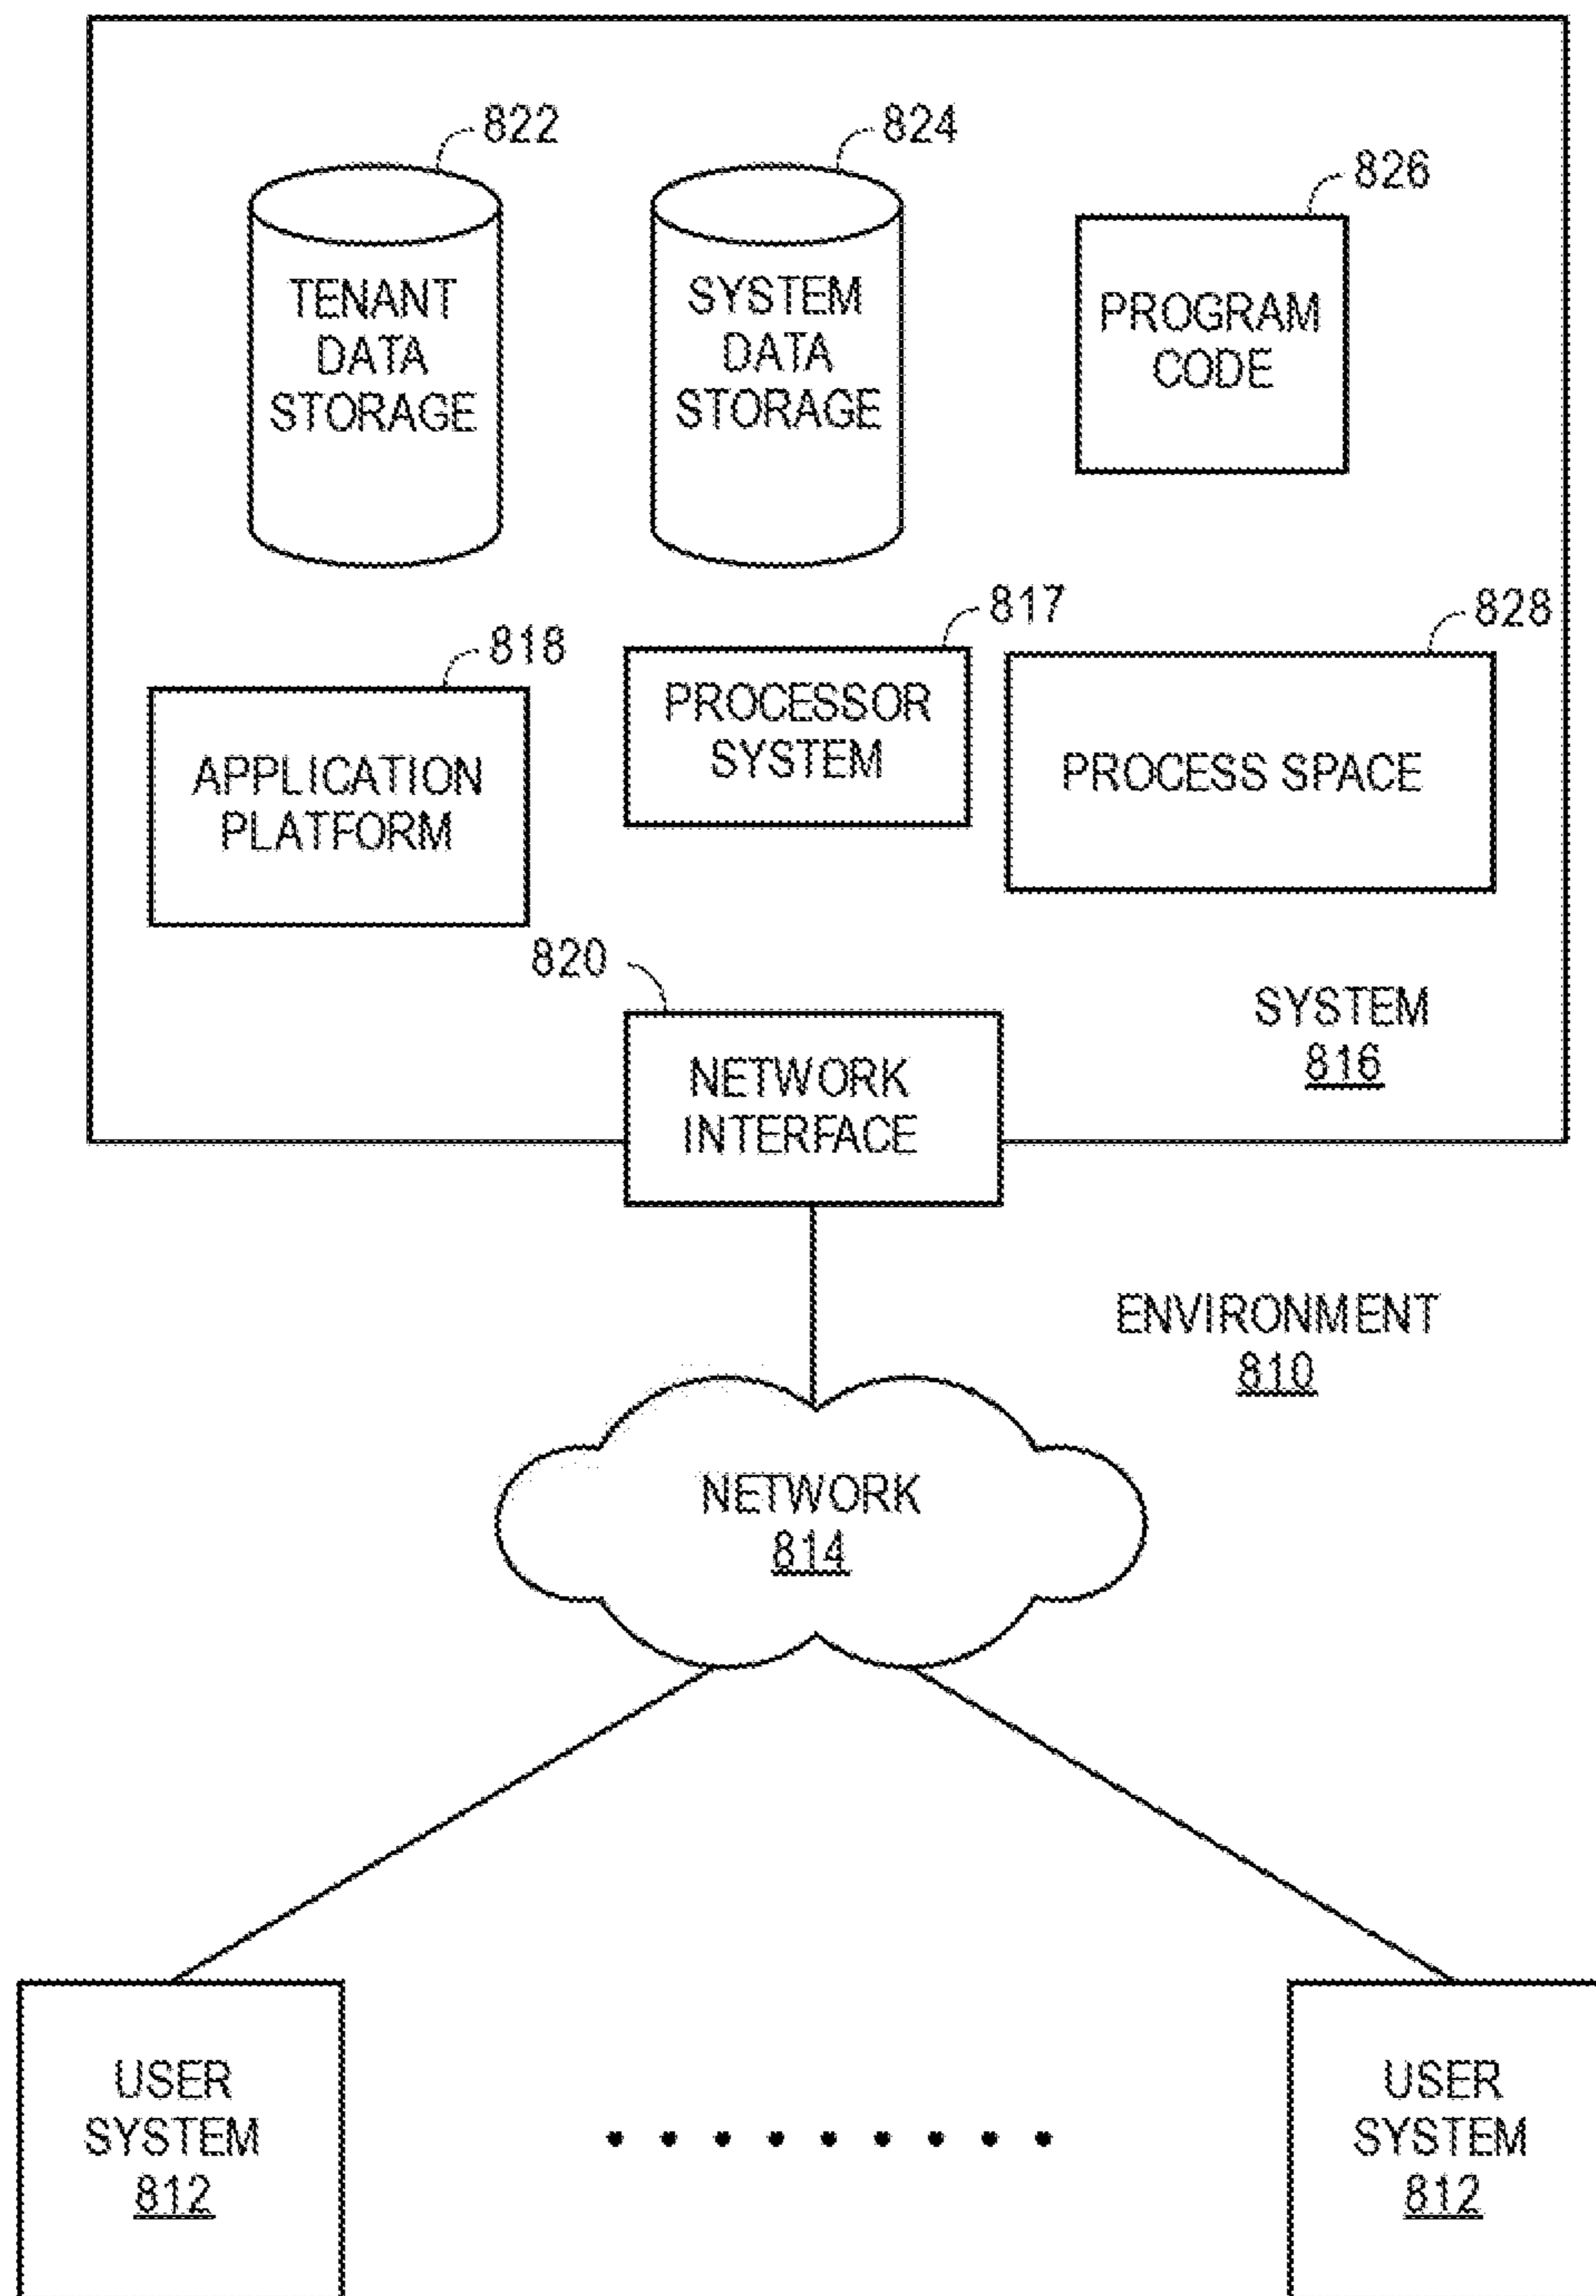 822
824
826
TENANT
DATA
STORAGE
SYSTEM
DATA
STORAGE
PROGRAM
CODE
818
817
828
APPLICATION
PLATFORM
PROCESSOR
SYSTEM
PROCESS SPACE
820
NETWORK
INTERFACE
SYSTEM
816
ENVIRONMENT
810
NETWORK
814
USER
SYSTEM
812
USER
SYSTEM
812